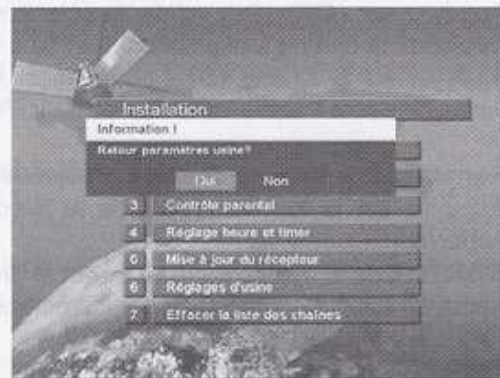 Installation
Information !
Retour paramètres usine?
Oui Non
3 Contrôle parental
4 Réglage heure et timer
5 Mise à jour du récepteur
6 Réglages d'usine
7 Effacer la liste des chaînes